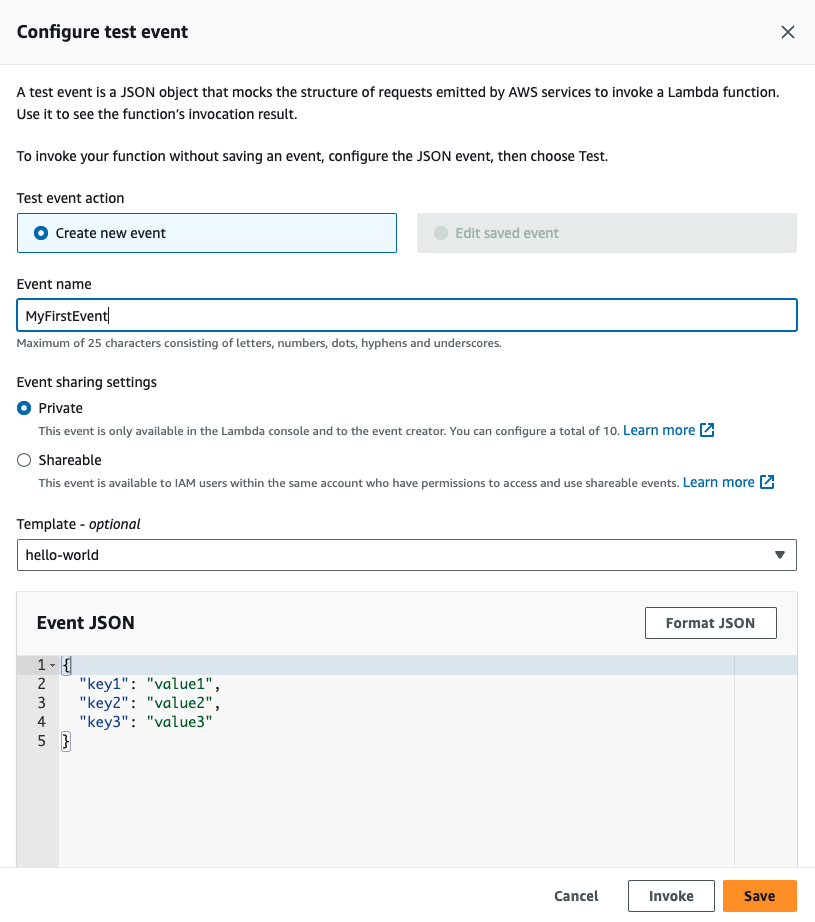 Configure test event
A test event is a JSON object that mocks the structure of requests emitted by AWS services to invoke a Lambda function.
Use it to see the function’s invocation result.
To invoke your function without saving an event, configure the JSON event, then choose Test.
Test event action
Create new event
Edit saved event
Event name
MyFirstEvent
Maximum of 25 characters consisting of letters, numbers, dots, hyphens and underscores.
Event sharing settings
Private
This event is only available in the Lambda console and to the event creator. You can configure a total of 10. Learn more
Shareable
This event is available to IAM users within the same account who have permissions to access and use shareable events. Learn more
Template - optional
hello-world
Event JSON
Format JSON
1 {
2 "key1": "value1",
3 "key2": "value2",
4 "key3": "value3"
5 }
Cancel
Invoke
Save